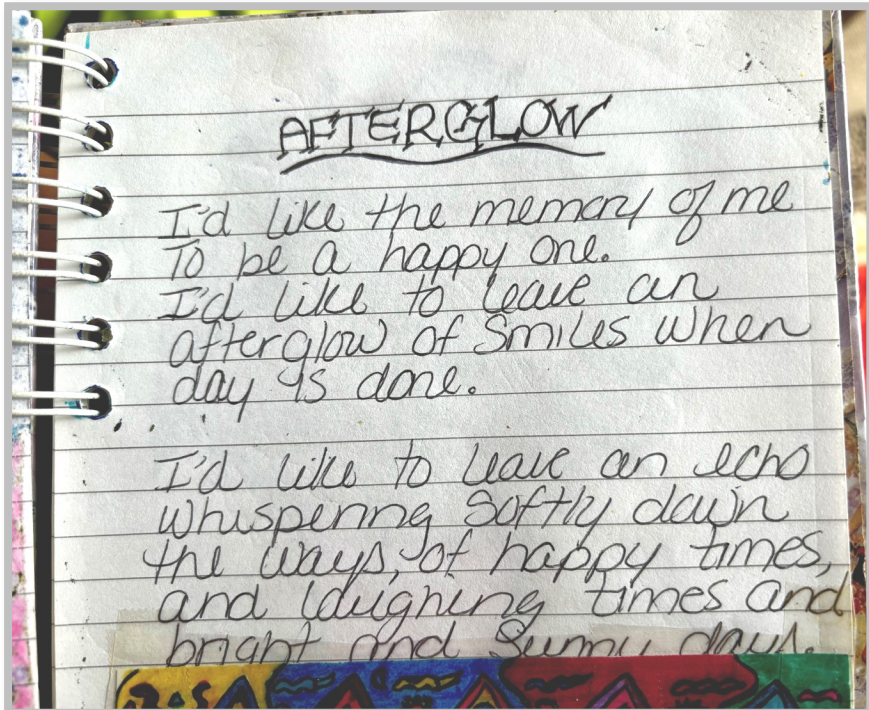 AFTERGLOW
I'd like the memory of me
To be a happy one.
I'd like to leave an
afterglow of Smiles when
day is done.
I'd like to leave an echo
whispering Softly down
the ways, of happy times,
and laughing times and
bright and Sunny days.